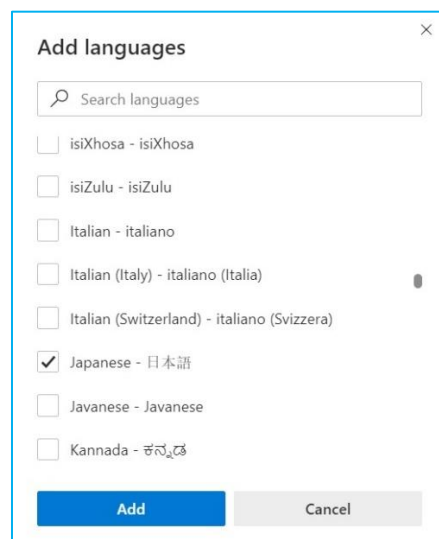 Add languages
Search languages
isiXhosa - isiXhosa
isiZulu - isiZulu
Italian - italiano
Italian (Italy) - italiano (Italia)
Italian (Switzerland) - italiano (Svizzera)
Japanese - 日本語
Javanese - Javanese
Kannada - ಕನ್ನಡ
Add
Cancel